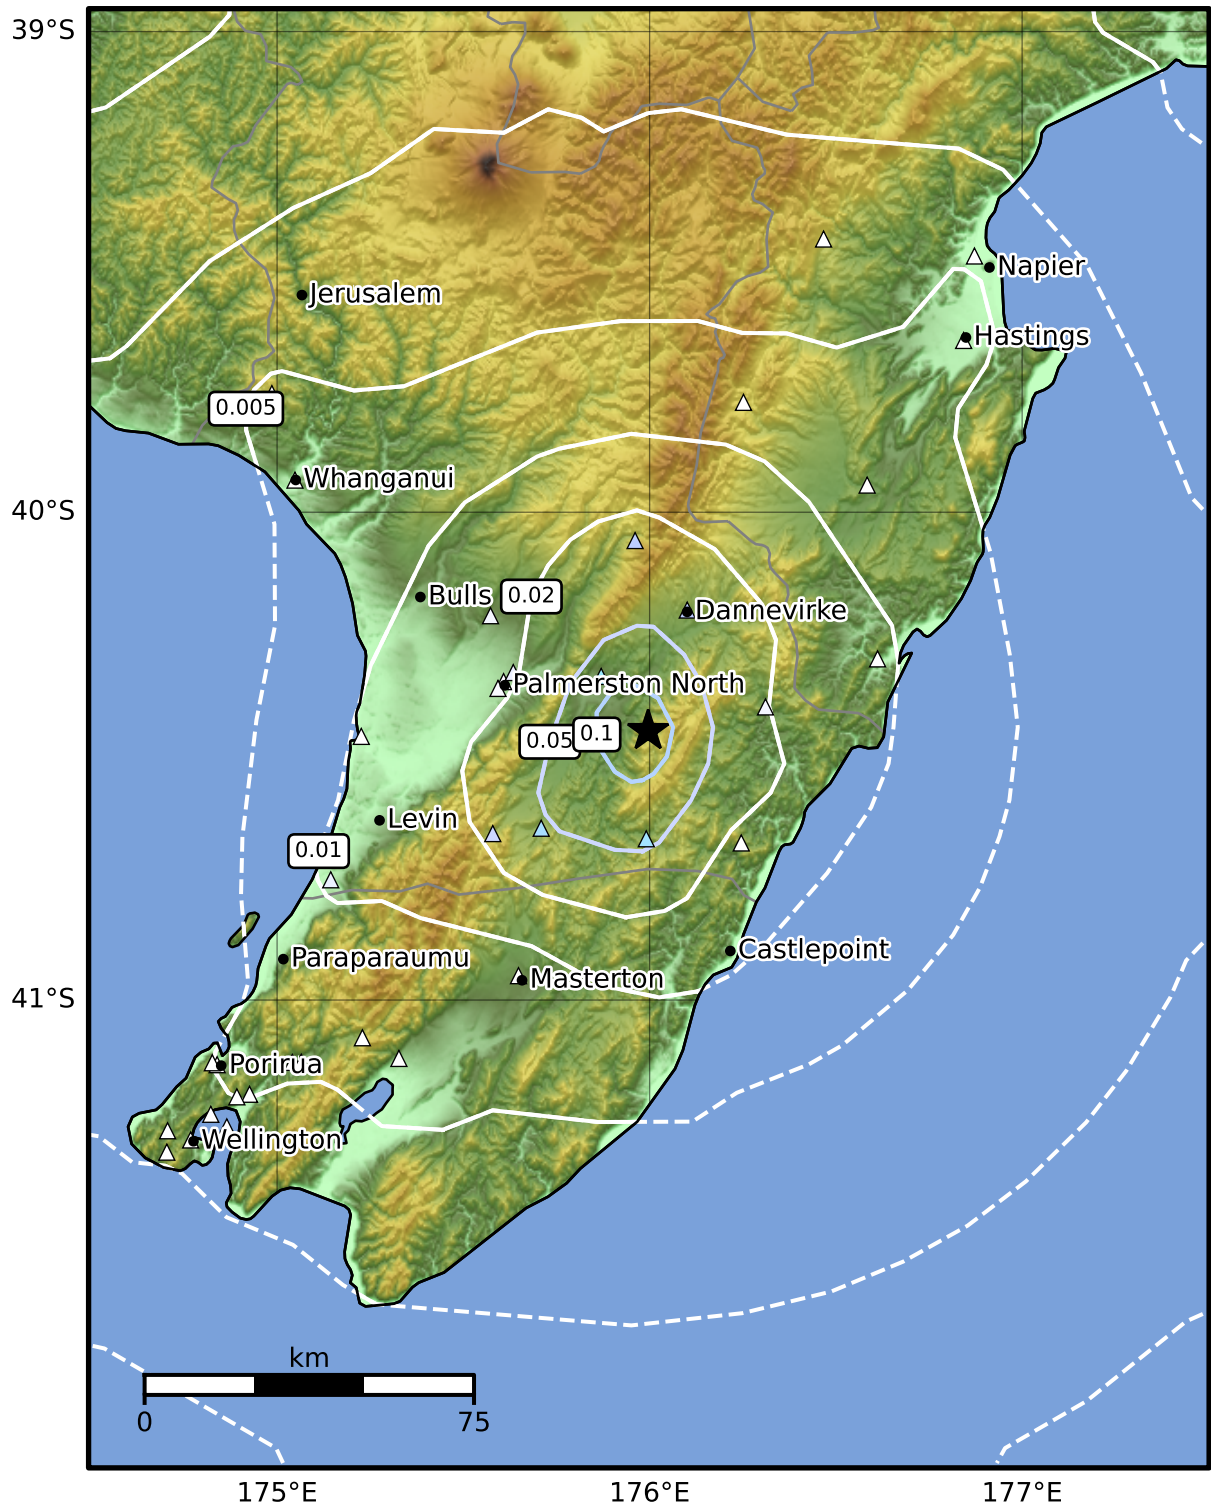 39°S
Napier
Jerusalem
Hastings
0.005
Whanganui
40°S
Bulls
0.02
Dannevirke
Palmerston North
0.05
0.1
Levin
0.01
Castlepoint
Paraparaumu
Masterton
41°S
Porirua
Wellington
km
0 75
175°E 176°E 177°E